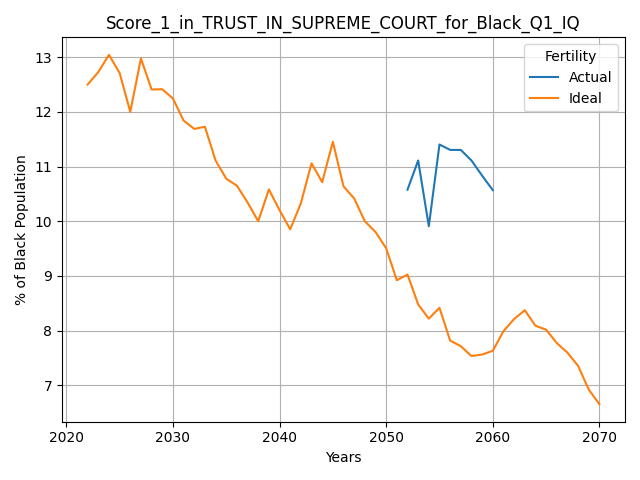 Score_1_in_TRUST_IN_SUPREME_COURT_for_Black_Q1_IQ
Fertility
Actual
Ideal
% of Black Population
13
12
11
10
9
8
7
2020 2030 2040 2050 2060 2070
Years